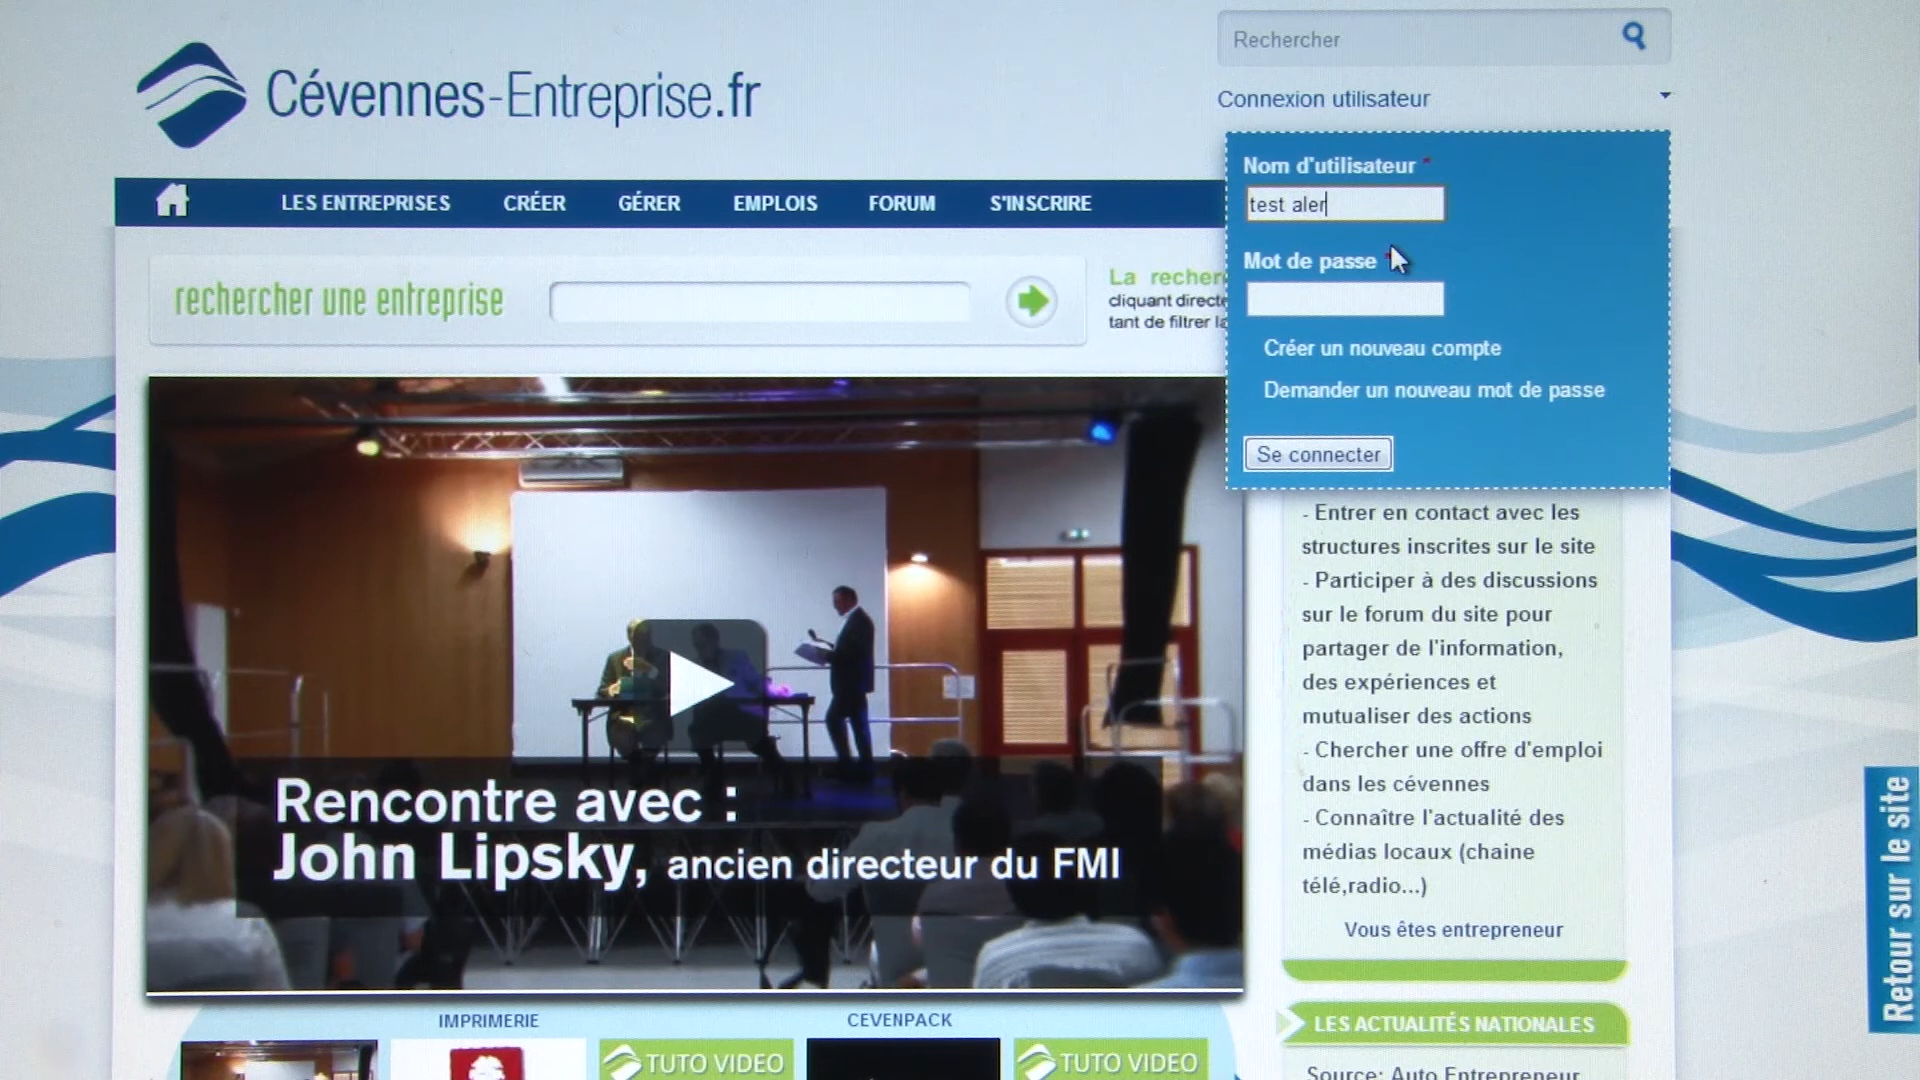 Rechercher
Cévennes-Entreprise.fr
Connexion utilisateur
Nom d'utilisateur *
test aler
Mot de passe *
Créer un nouveau compte
Demander un nouveau mot de passe
Se connecter
LES ENTREPRISES CRÉER GÉRER EMPLOIS FORUM S'INSCRIRE
rechercher une entreprise
La recher
cliquant direct
tant de filtrer la
Rencontre avec :
John Lipsky, ancien directeur du FMI
- Entrer en contact avec les
structures inscrites sur le site
- Participer à des discussions
sur le forum du site pour
partager de l'information,
des expériences et
mutualiser des actions
- Chercher une offre d'emploi
dans les cévennes
- Connaître l'actualité des
médias locaux (chaine
télé,radio...)
Vous êtes entrepreneur
LES ACTUALITÉS NATIONALES
Source: Auto Entrepreneur
Retour sur le site
IMPRIMERIE CEVENPACK
TUTO VIDEO TUTO VIDEO